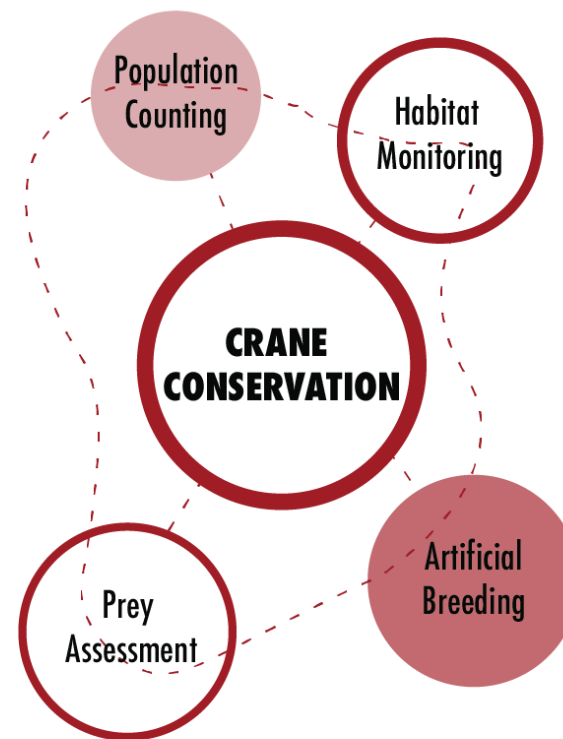 Population
Counting
Habitat
Monitoring
CRANE
CONSERVATION
Prey
Assessment
Artificial
Breeding